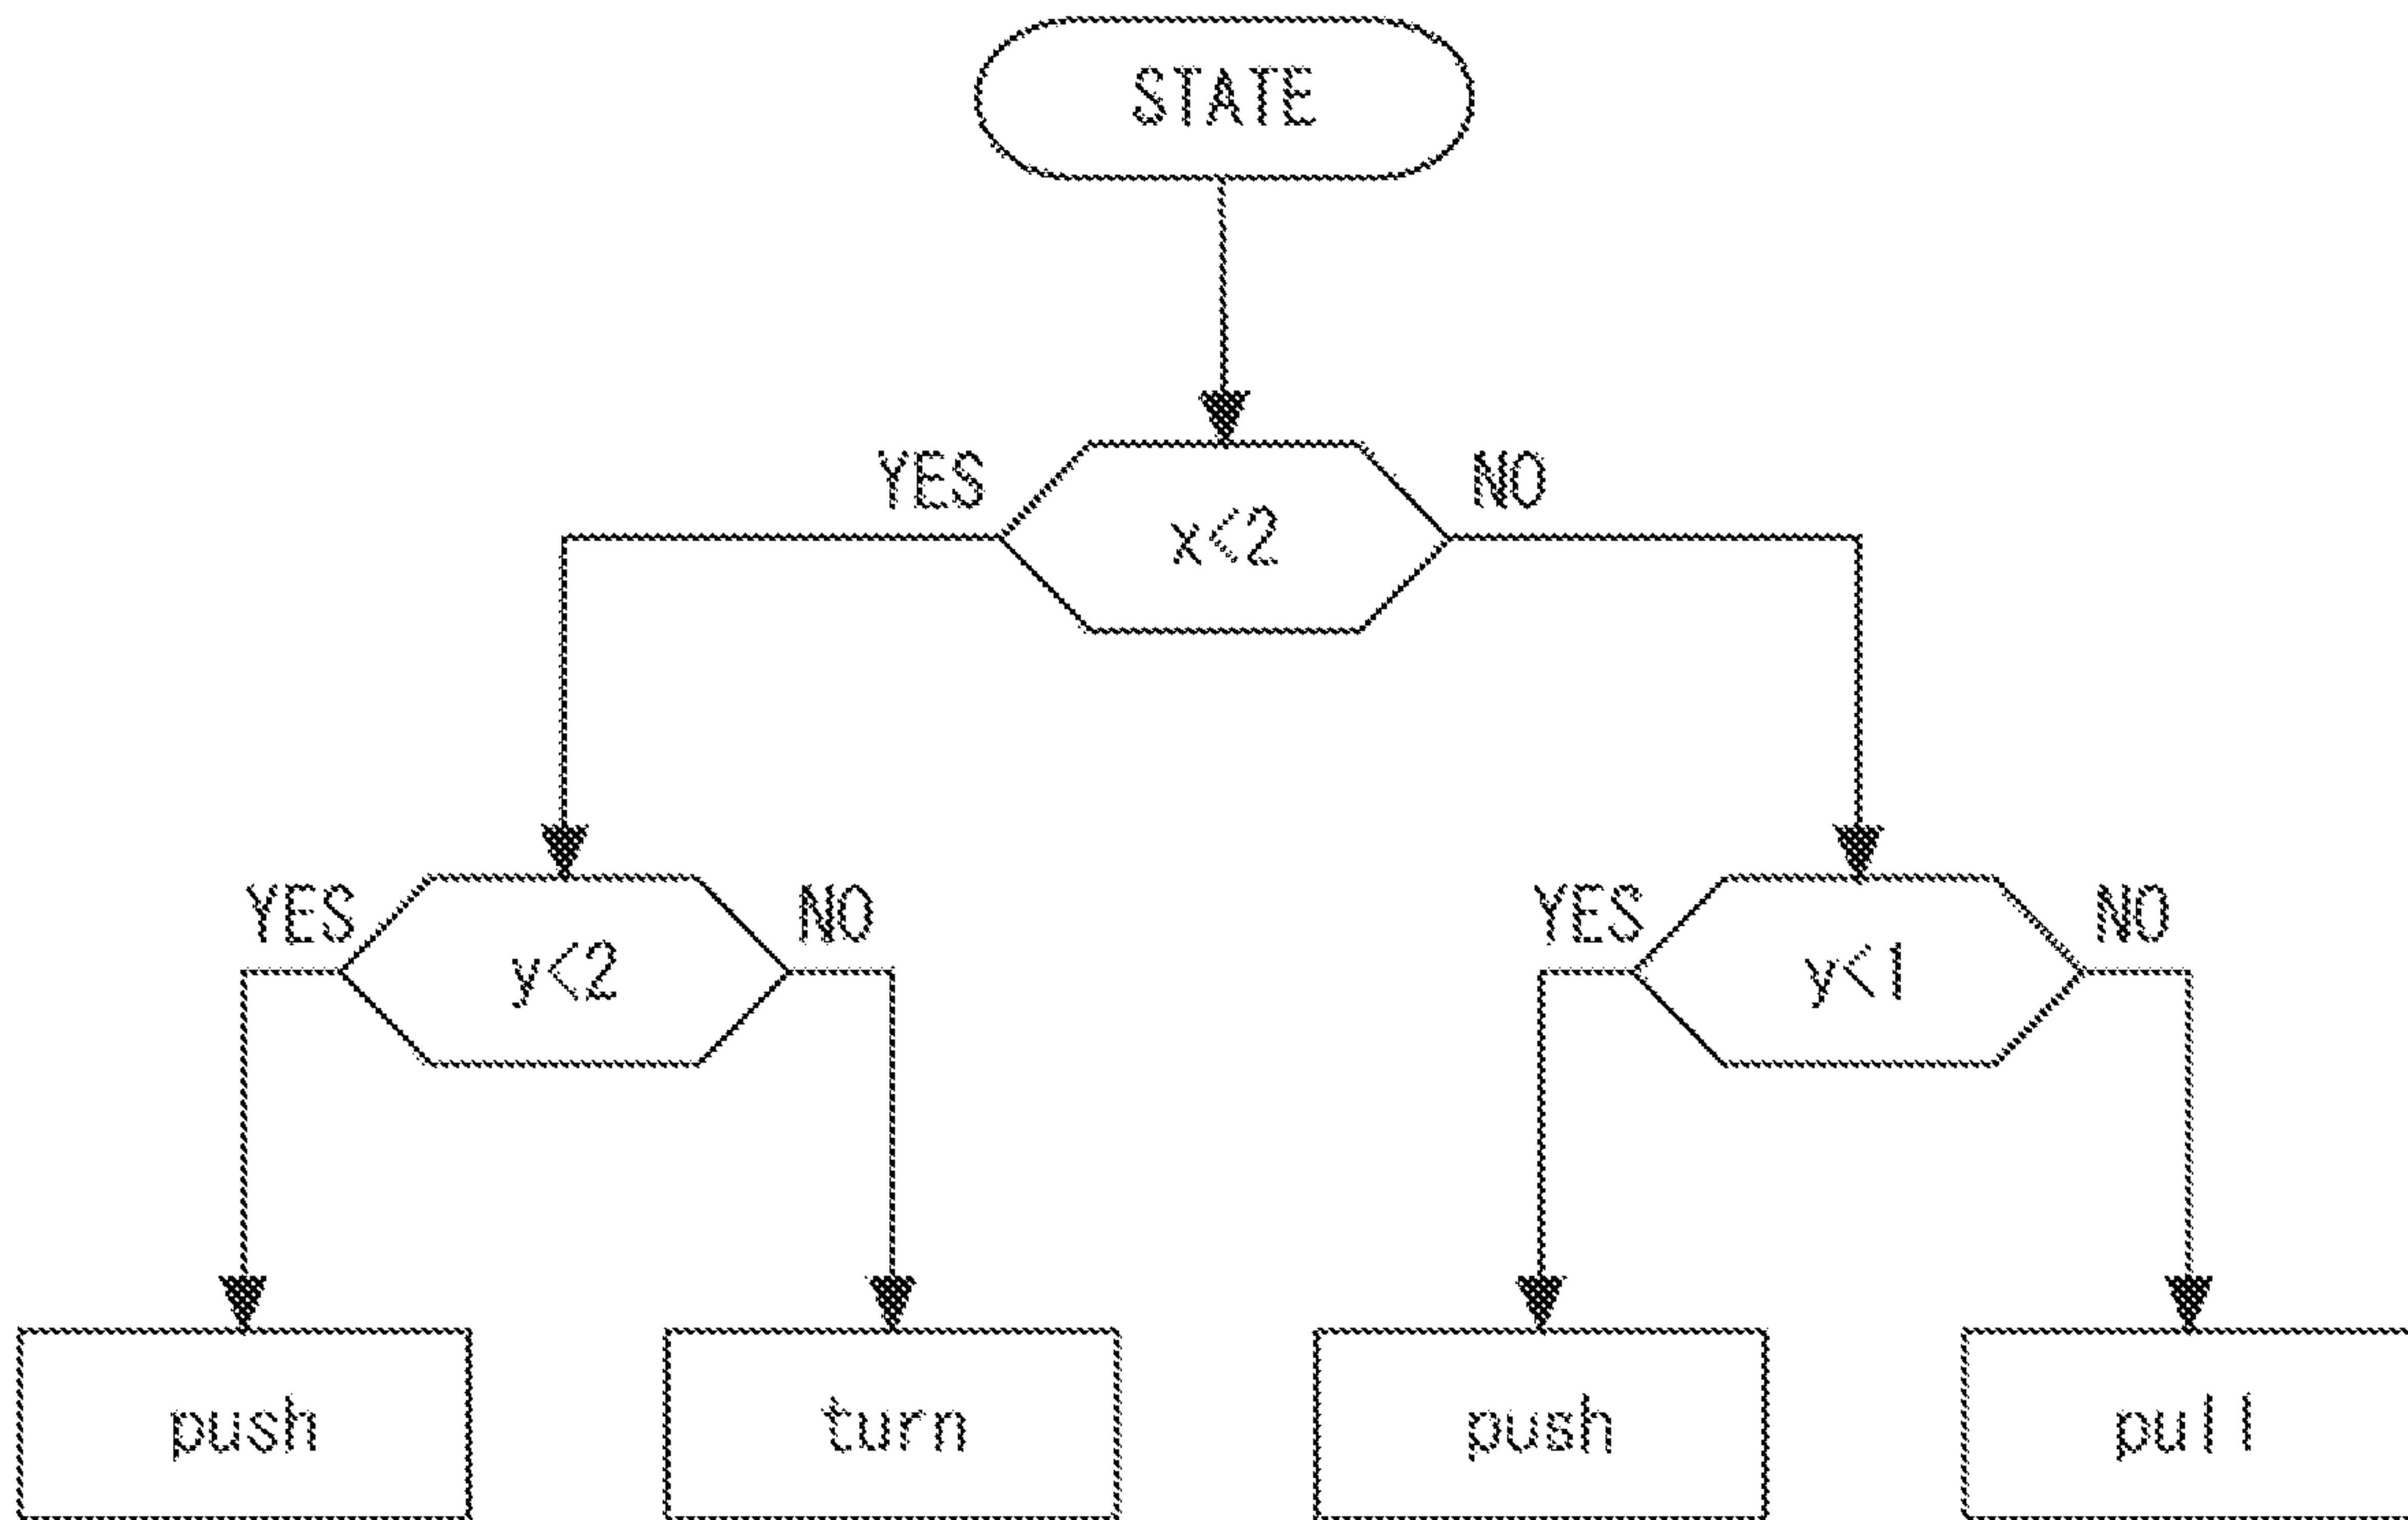 STATE
YES
NO
x<2
YES
NO
YES
NO
y<2
y<1
push
turn
push
pull